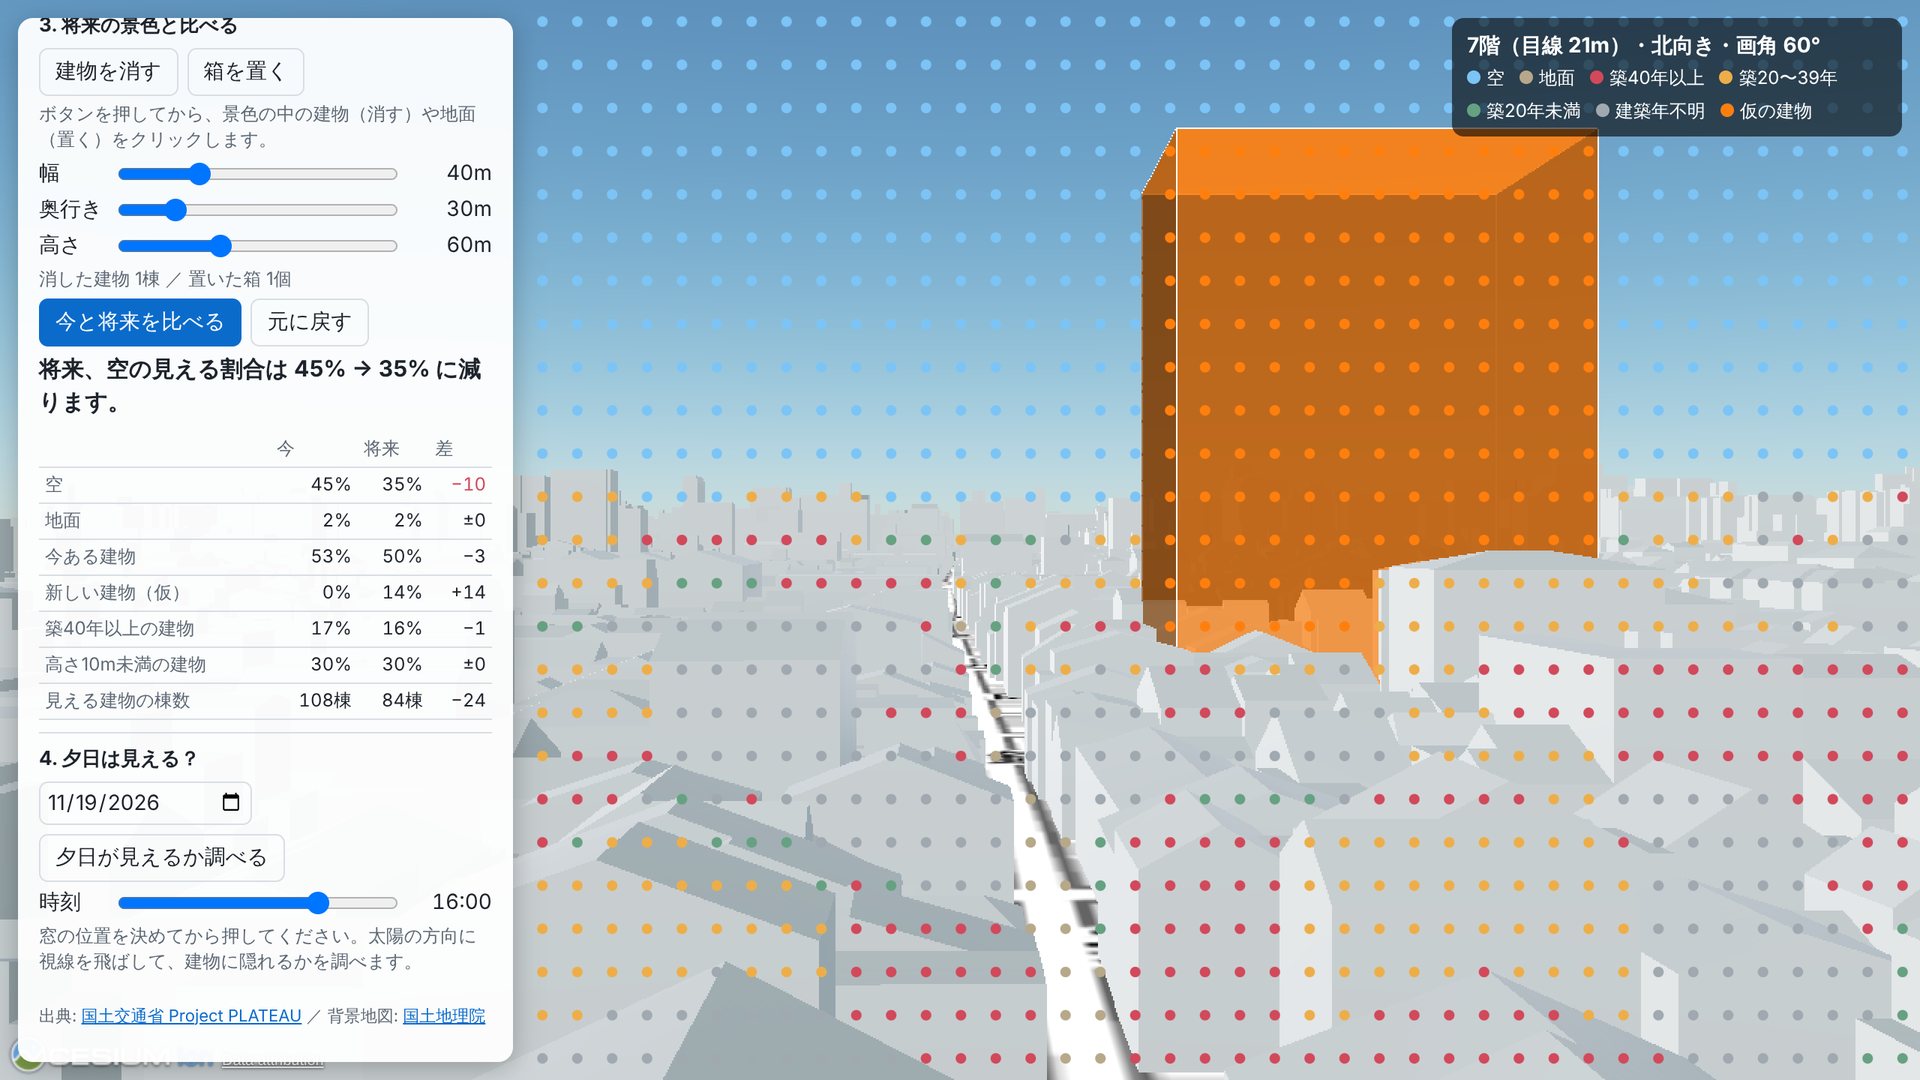 3. 将来の景色と比べる
建物を消す 箱を置く
ボタンを押してから、景色の中の建物（消す）や地面
（置く）をクリックします。
幅 40m
奥行き 30m
高さ 60m
消した建物 1棟 ／ 置いた箱 1個
今と将来を比べる 元に戻す
将来、空の見える割合は 45% → 35% に減
ります。
今 将来 差
空 45% 35% −10
地面 2% 2% ±0
今ある建物 53% 50% −3
新しい建物（仮） 0% 14% +14
築40年以上の建物 17% 16% −1
高さ10m未満の建物 30% 30% ±0
見える建物の棟数 108棟 84棟 −24
4. 夕日は見える？
11/19/2026
夕日が見えるか調べる
時刻 16:00
窓の位置を決めてから押してください。太陽の方向に
視線を飛ばして、建物に隠れるかを調べます。
出典: 国土交通省 Project PLATEAU ／ 背景地図: 国土地理院
CESIUM ion Data attribution
7階（目線 21m）・北向き・画角 60°
空 地面 築40年以上 築20〜39年
築20年未満 建築年不明 仮の建物